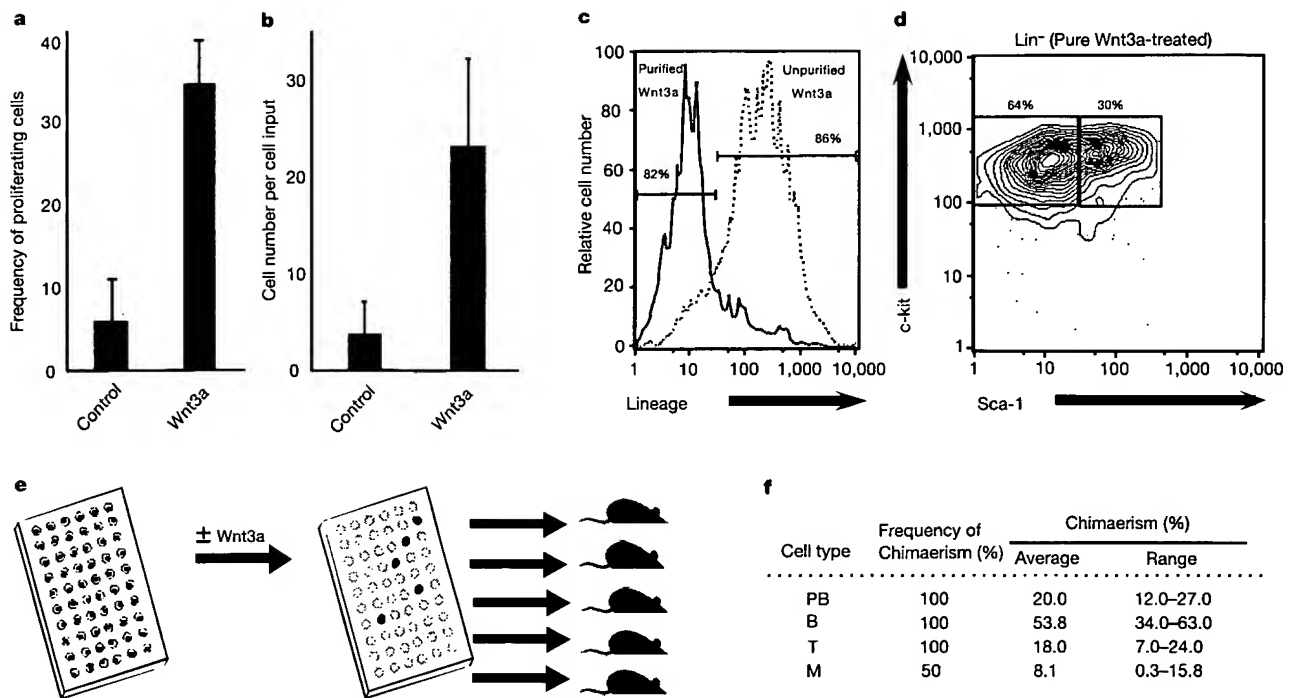 a
Frequency of proliferating cells
40
30
20
10
0
Control
Wnt3a
b
Cell number per cell input
30
20
10
0
Control
Wnt3a
c
Relative cell number
100
80
60
40
20
0
Purified
Wnt3a
Unpurified
Wnt3a
82%
86%
1 10 100 1,000 10,000
Lineage
d
Lin⁻ (Pure Wnt3a-treated)
10,000
1,000
100
10
1
64% 30%
c-kit
1 10 100 1,000 10,000
Sca-1
e
± Wnt3a
f
Cell type Frequency of Chimaerism (%) Chimaerism (%)
Average Range
PB 100 20.0 12.0–27.0
B 100 53.8 34.0–63.0
T 100 18.0 7.0–24.0
M 50 8.1 0.3–15.8